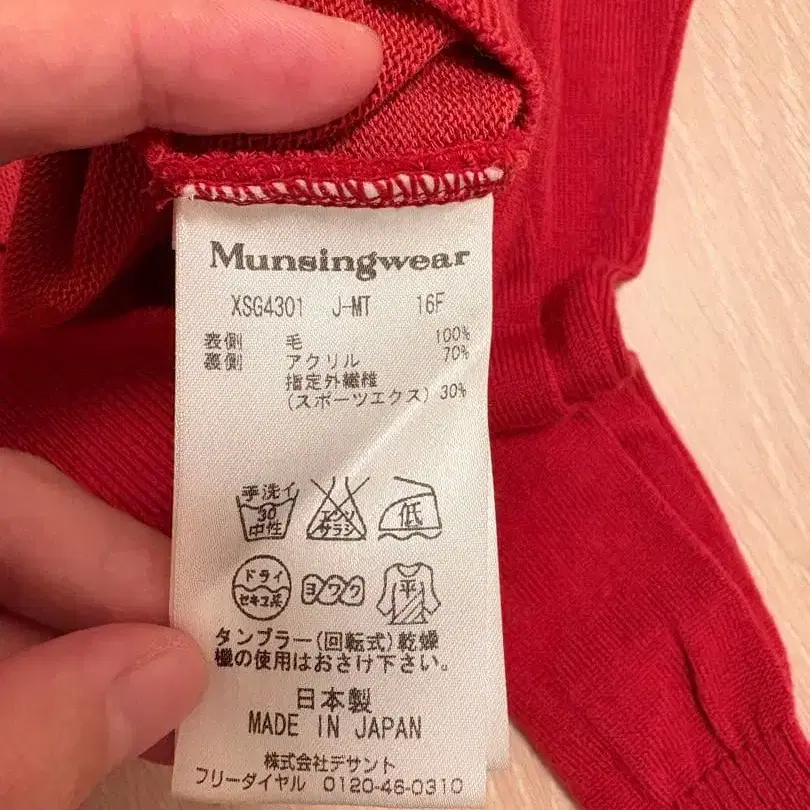 Munsingwear
XSG4301 J-MT 16F
表側 毛 100%
裏側 アクリル 70%
指定外繊維
(スポーツエクス) 30%
手洗イ
30
中性
エンソ
サラシ
低
ドライ
セキユ系
ヨワク
平
タンブラー(回転式)乾燥
機の使用はおさけ下さい。
日本製
MADE IN JAPAN
株式会社デサント
フリーダイヤル 0120-46-0310